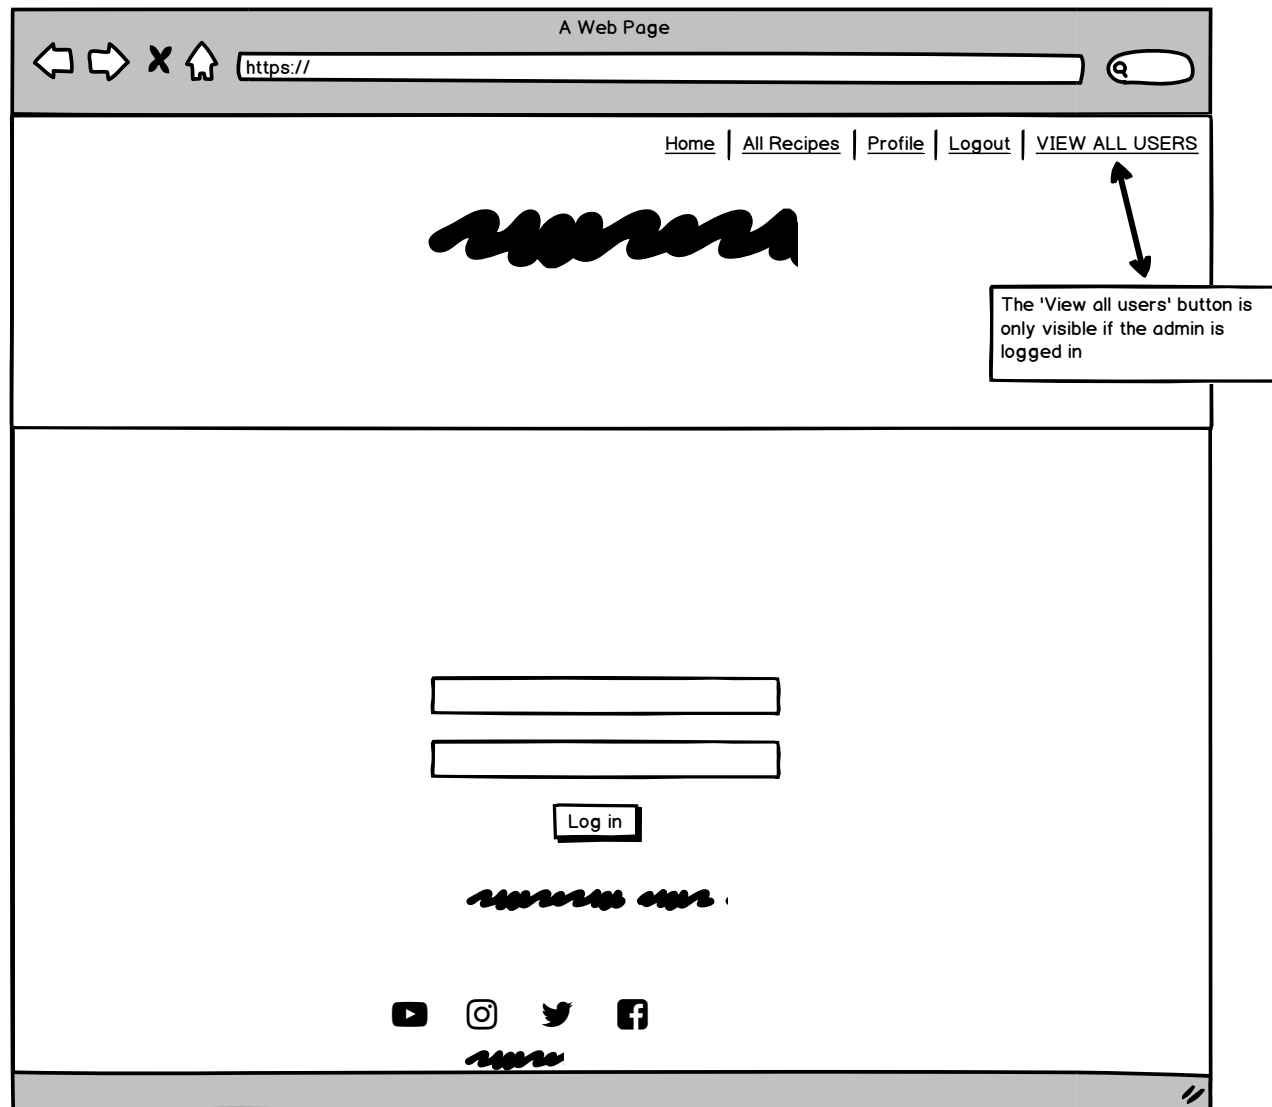 A Web Page
https://
Home All Recipes Profile Logout VIEW ALL USERS
The 'View all users' button is
only visible if the admin is
logged in
Log in